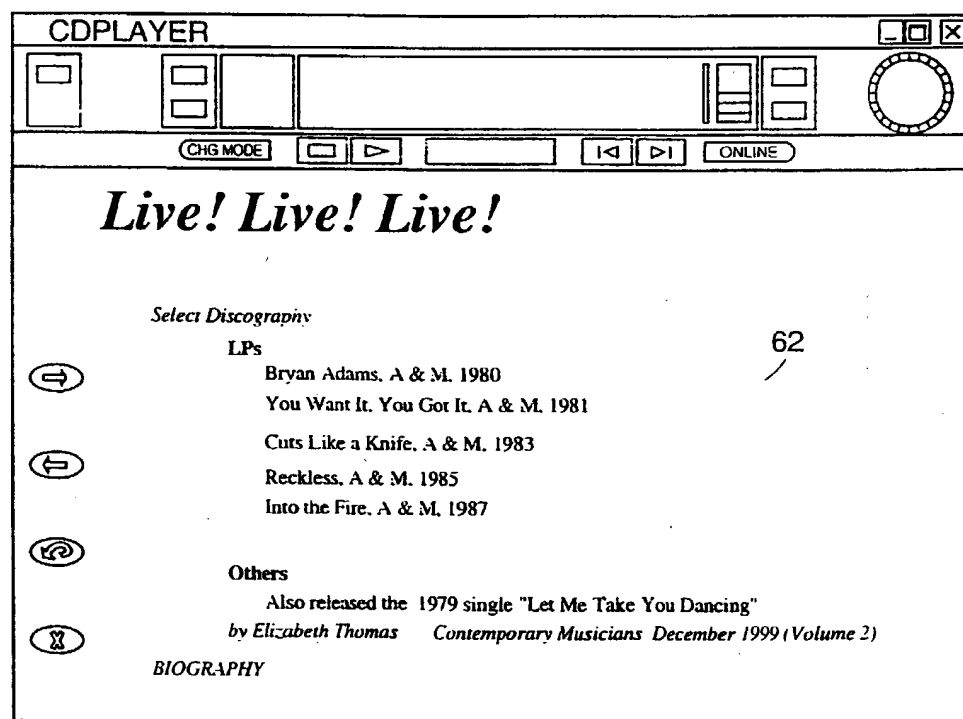 CDPLAYER
CHG MODE
ONLINE
Live! Live! Live!
Select Discography
62
LPs
Bryan Adams, A & M. 1980
You Want It. You Got It. A & M. 1981
Cuts Like a Knife, A & M. 1983
Reckless, A & M. 1985
Into the Fire, A & M, 1987
Others
Also released the 1979 single "Let Me Take You Dancing"
by Elizabeth Thomas Contemporary Musicians December 1999 (Volume 2)
BIOGRAPHY